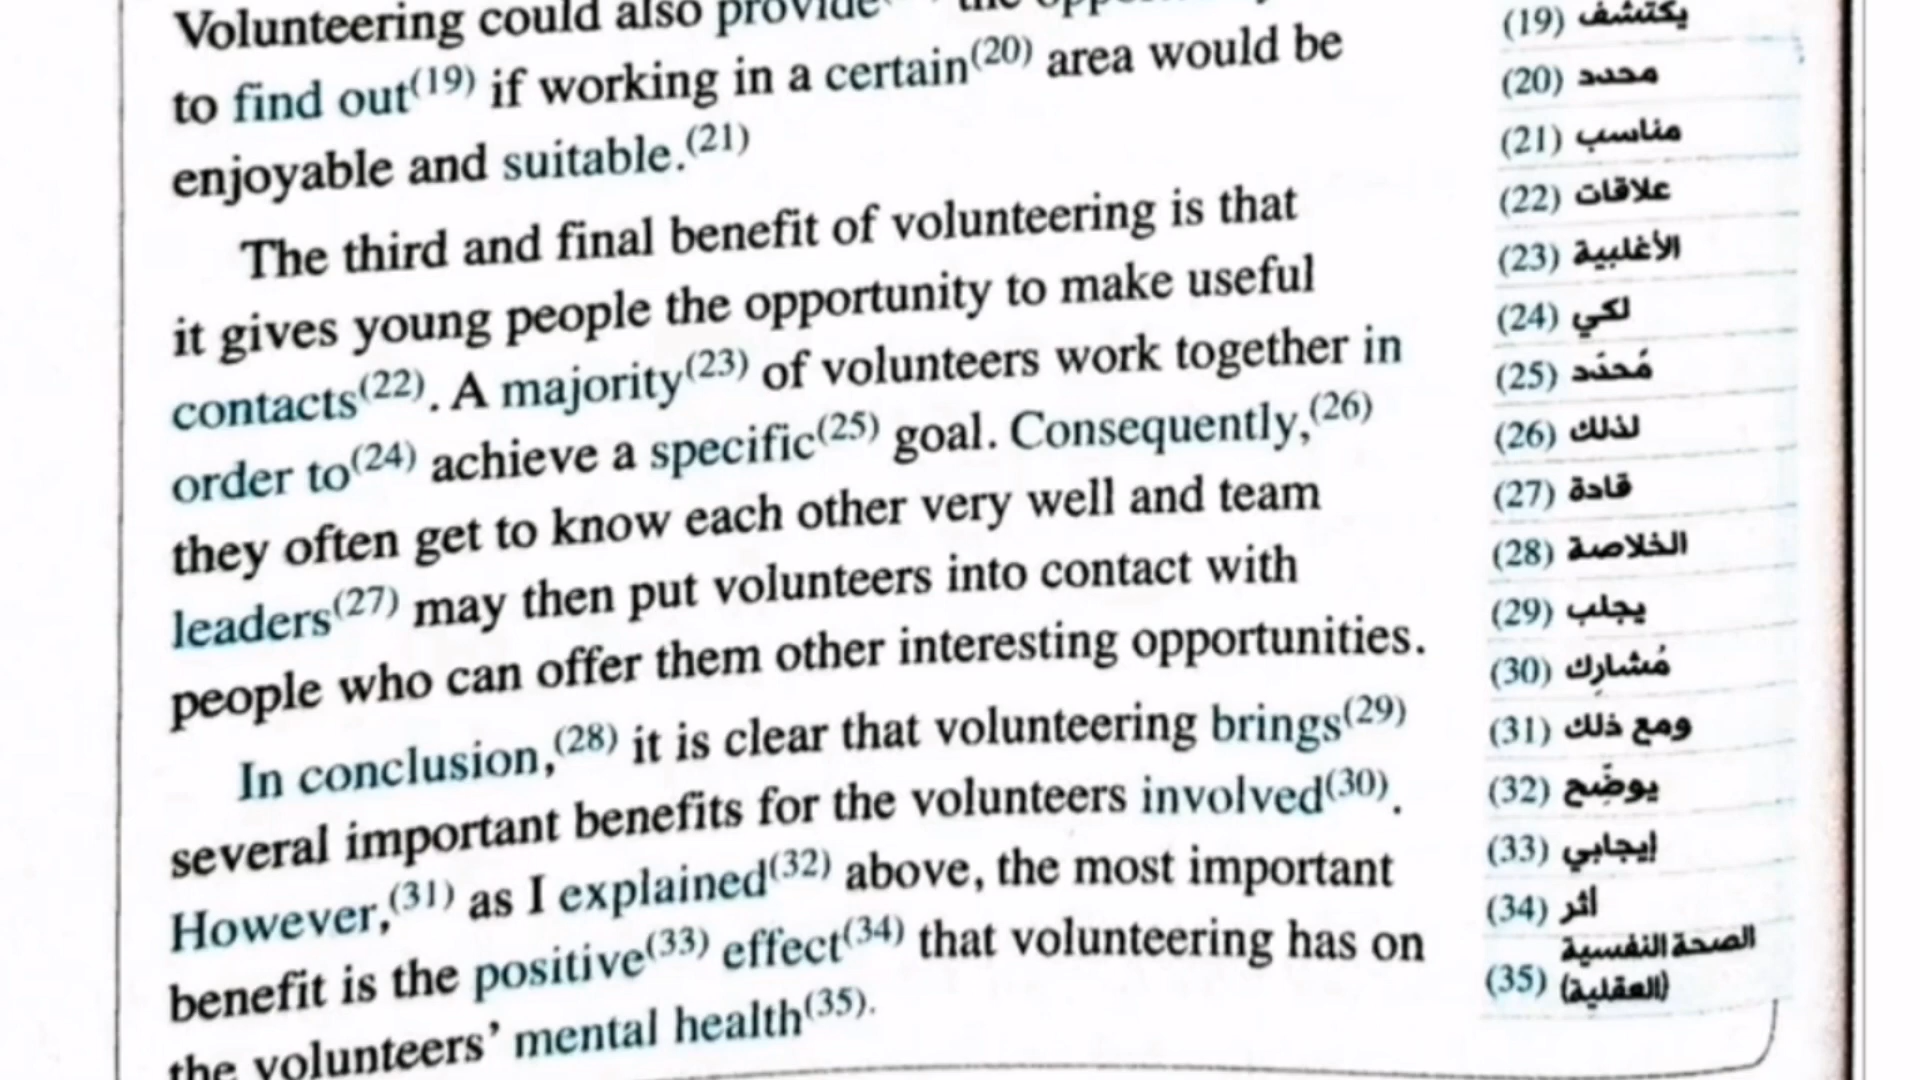 Volunteering could also provide the
to find out(19) if working in a certain(20) area would be
enjoyable and suitable.(21)
The third and final benefit of volunteering is that
it gives young people the opportunity to make useful
contacts(22). A majority(23) of volunteers work together in
order to(24) achieve a specific(25) goal. Consequently,(26)
they often get to know each other very well and team
leaders(27) may then put volunteers into contact with
people who can offer them other interesting opportunities.
In conclusion,(28) it is clear that volunteering brings(29)
several important benefits for the volunteers involved(30).
However,(31) as I explained(32) above, the most important
benefit is the positive(33) effect(34) that volunteering has on
the volunteers’ mental health(35).
(19) يكتشف
(20) محدد
(21) مناسب
(22) علاقات
(23) الأغلبية
(24) لكي
(25) مُحدَد
(26) لذلك
(27) قادة
(28) الخلاصة
(29) يجلب
(30) مُشارِك
(31) ومع ذلك
(32) يوضِّح
(33) إيجابي
(34) أثر
(35) الصحة النفسية
(العقلية)